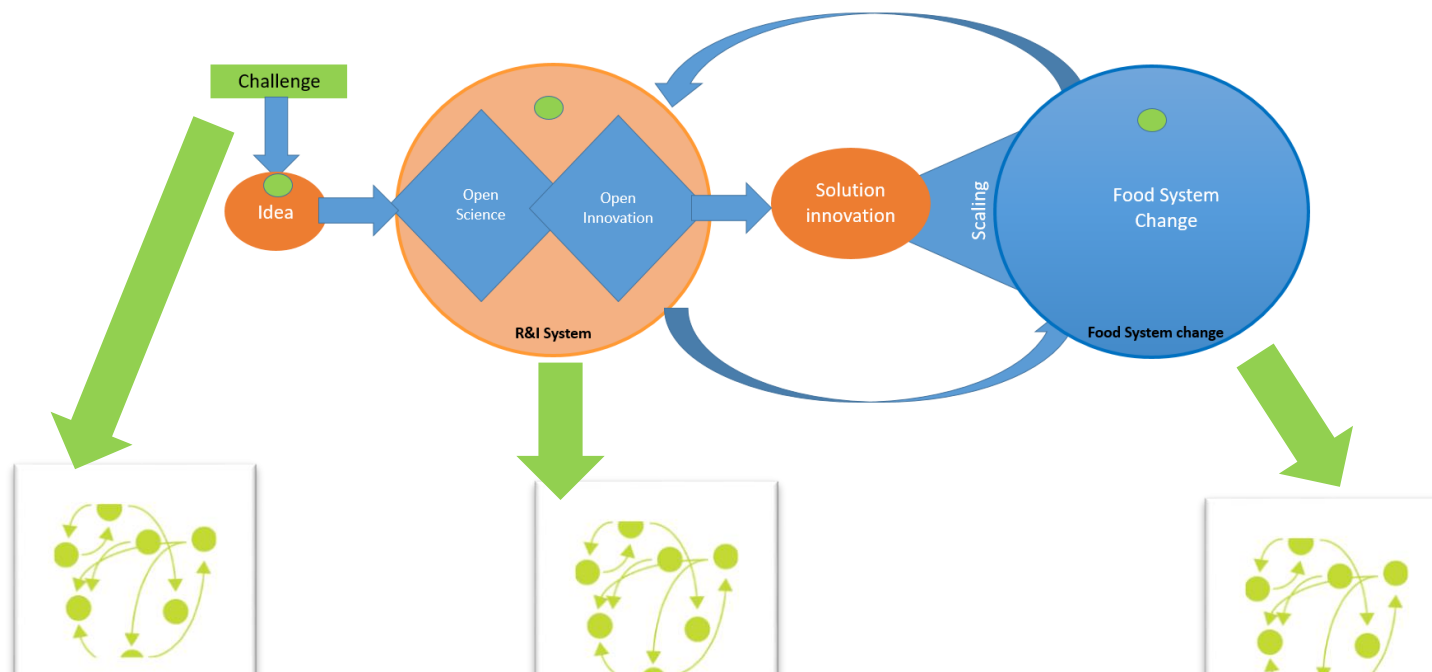 Challenge
Idea
Open
Science
Open
Innovation
R&I System
Solution
innovation
Scaling
Food System
Change
Food System change